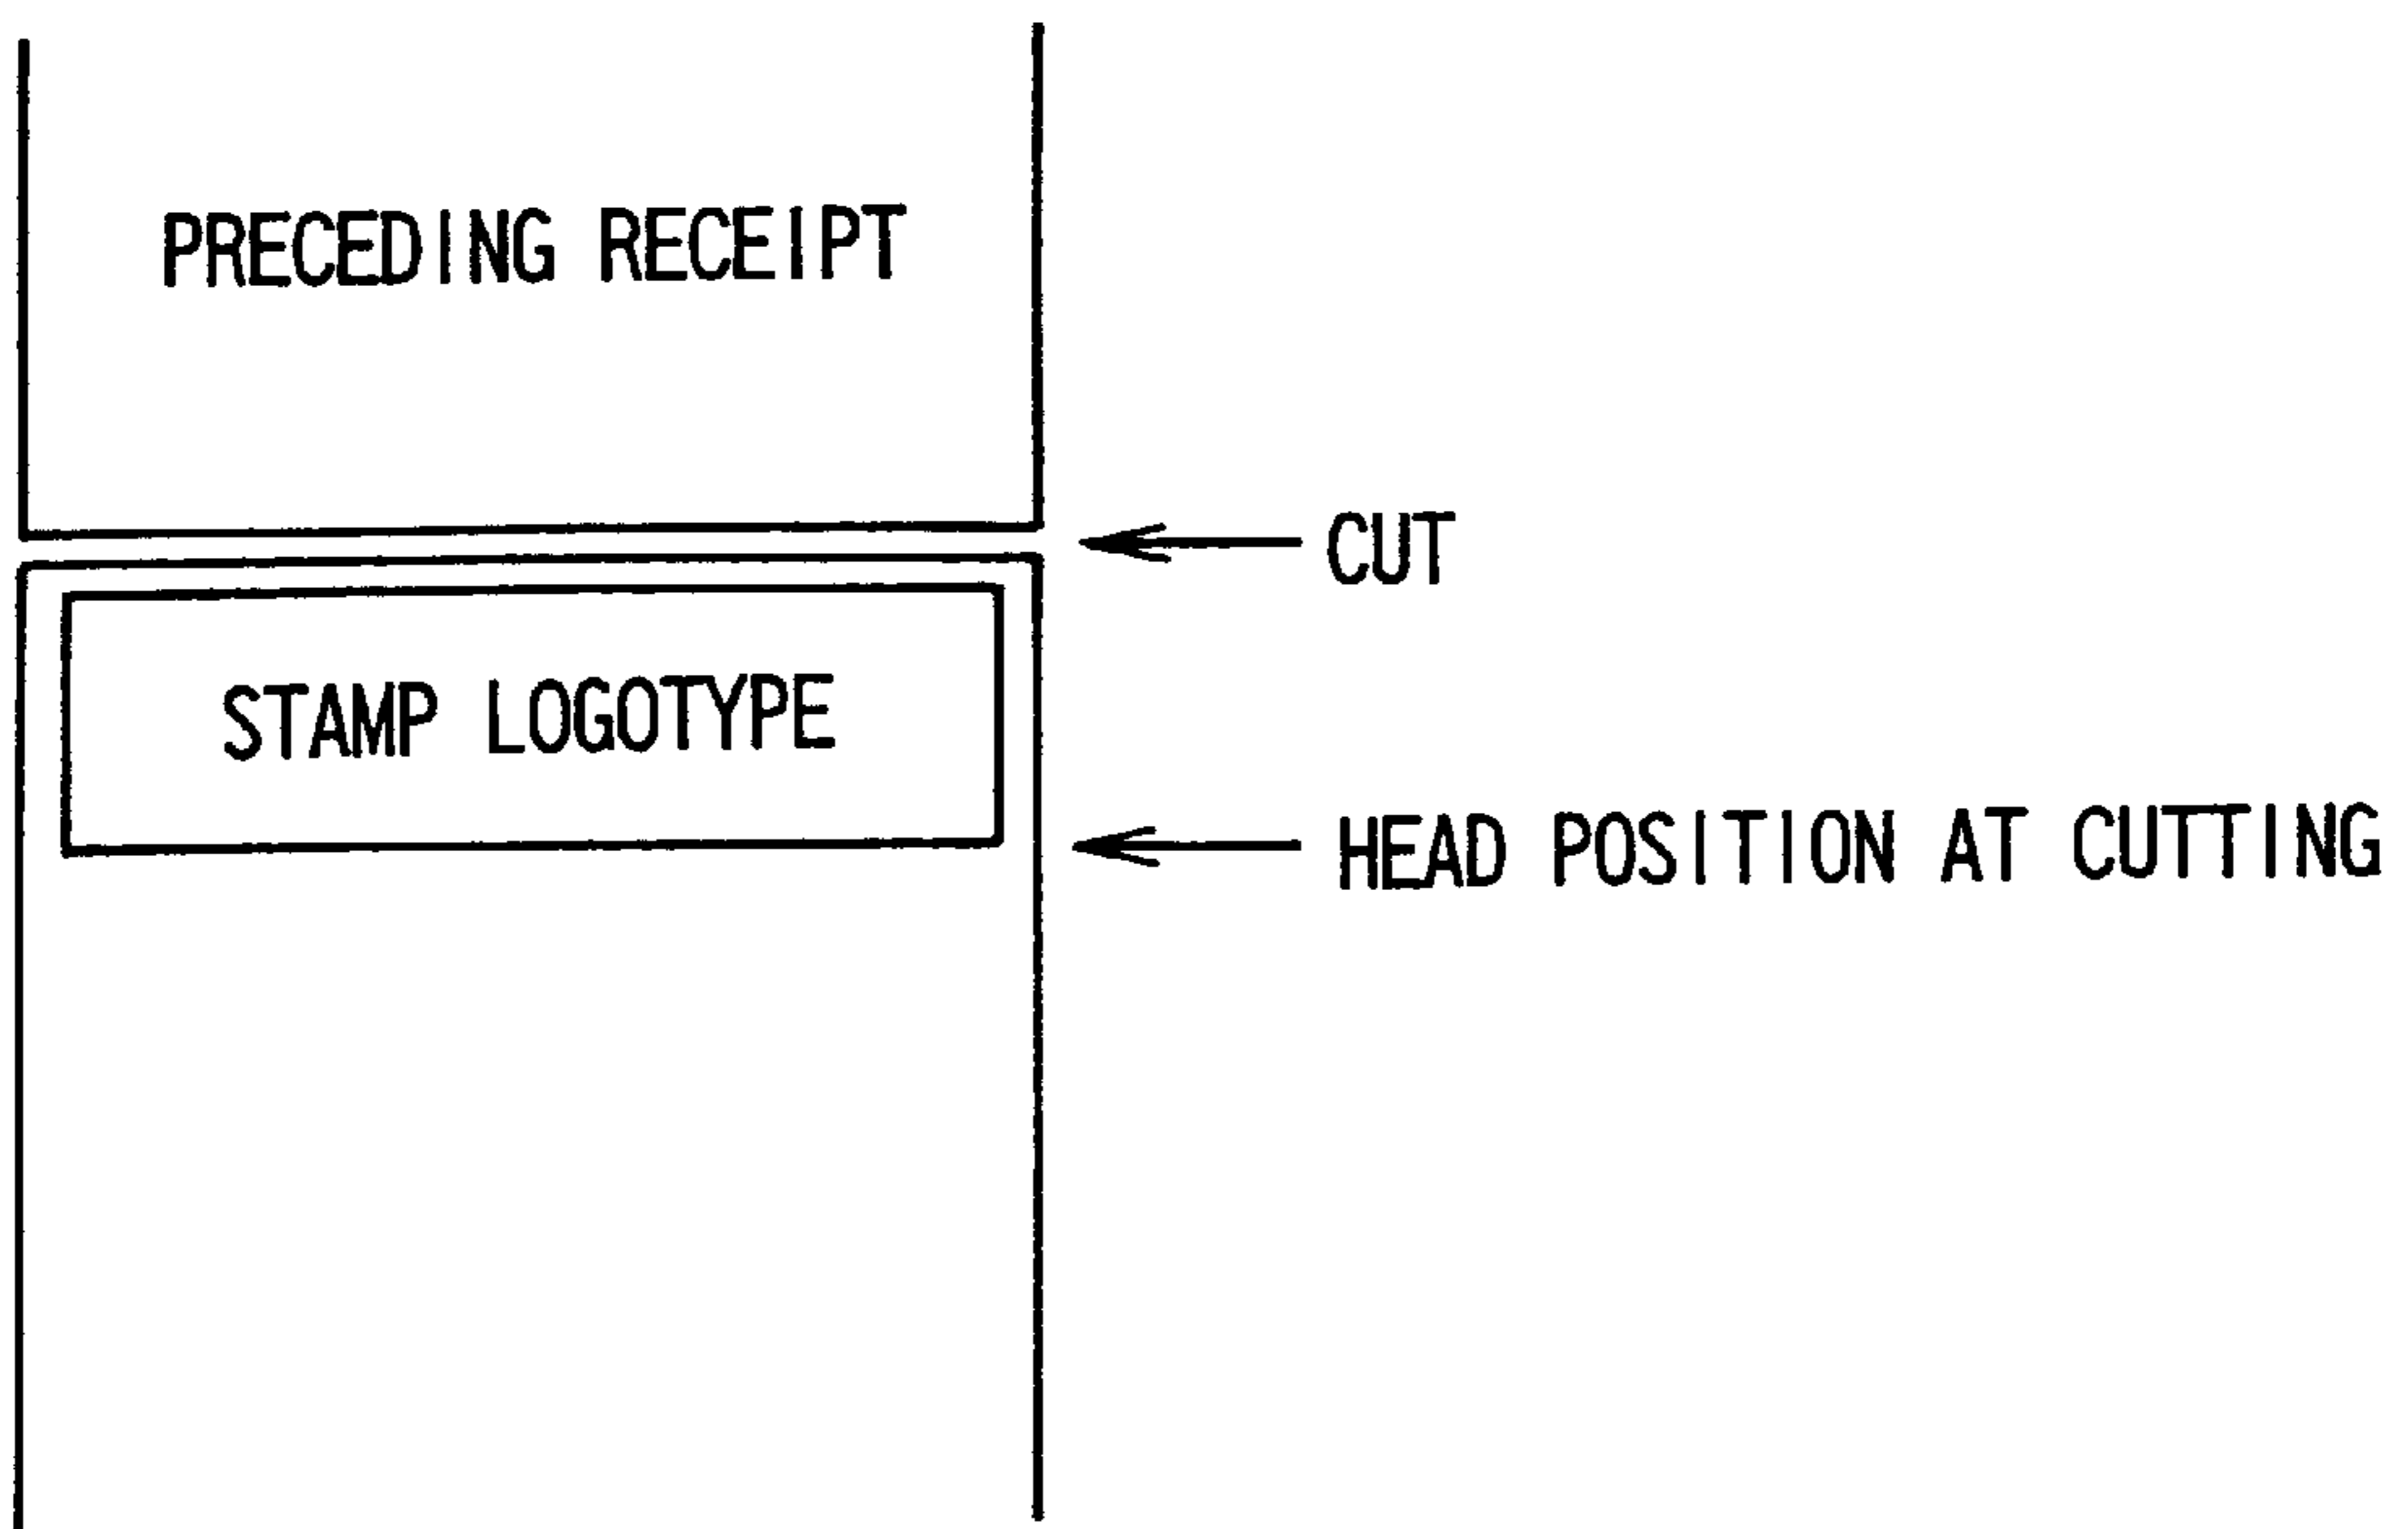 PRECEDING RECEIPT
CUT
STAMP LOGOTYPE
HEAD POSITION AT CUTTING